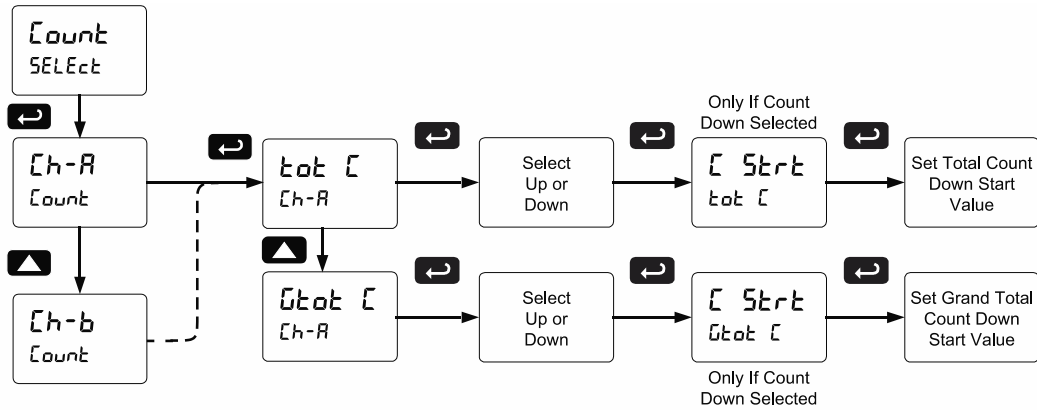 Count
SELEct
Only If Count
Down Selected
Ch-A
Count
tot C
Ch-A
Select
Up or
Down
C Strt
tot C
Set Total Count
Down Start
Value
Ch-b
Count
Gtot C
Ch-A
Select
Up or
Down
C Strt
Gtot C
Set Grand Total
Count Down
Start Value
Only If Count
Down Selected